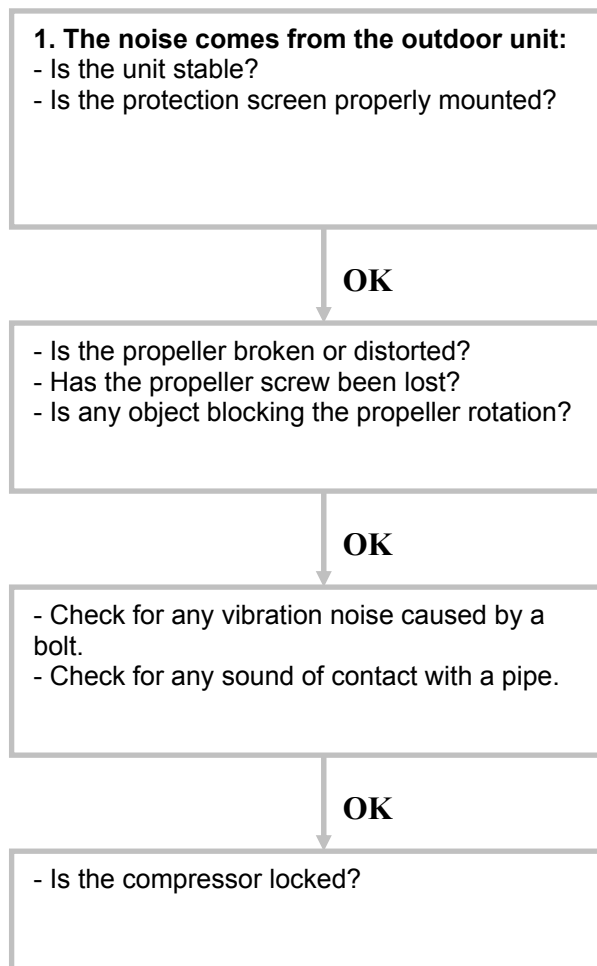 1. The noise comes from the outdoor unit:
- Is the unit stable?
- Is the protection screen properly mounted?
OK
- Is the propeller broken or distorted?
- Has the propeller screw been lost?
- Is any object blocking the propeller rotation?
OK
- Check for any vibration noise caused by a
bolt.
- Check for any sound of contact with a pipe.
OK
- Is the compressor locked?